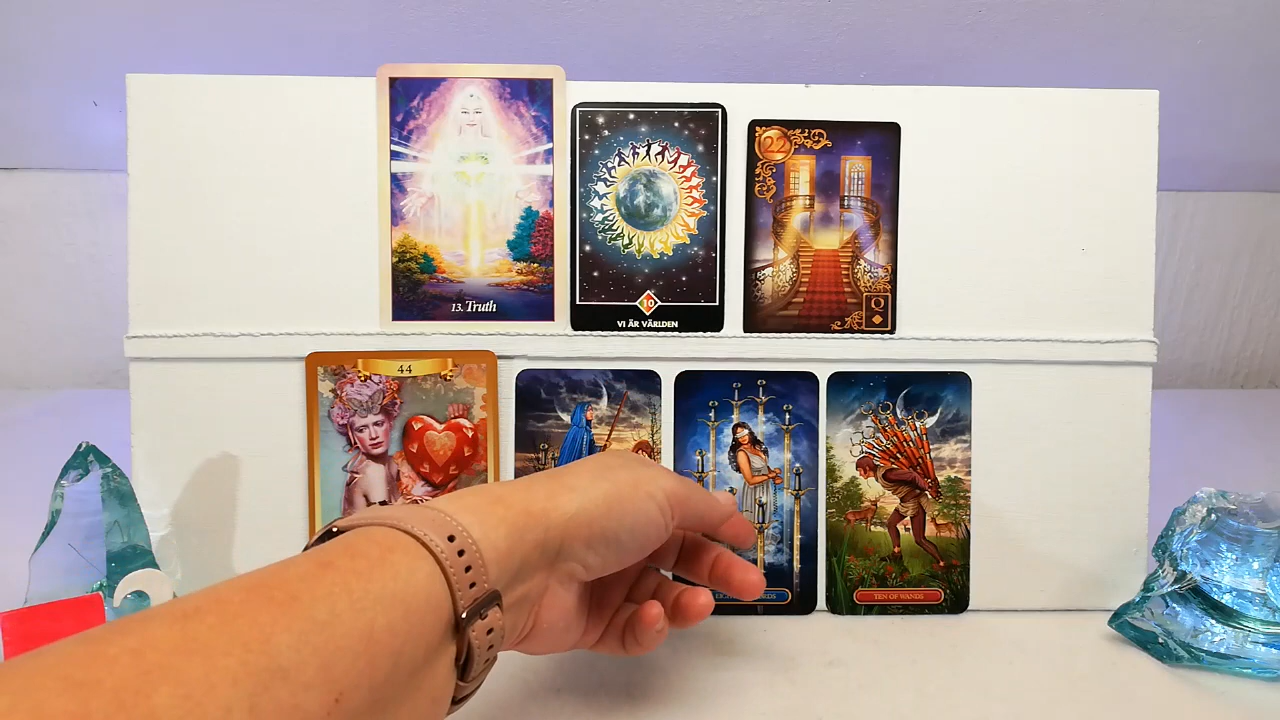 13. Truth
10
VI ÄR VÄRLDEN
22
Q
44
TEN OF WANDS